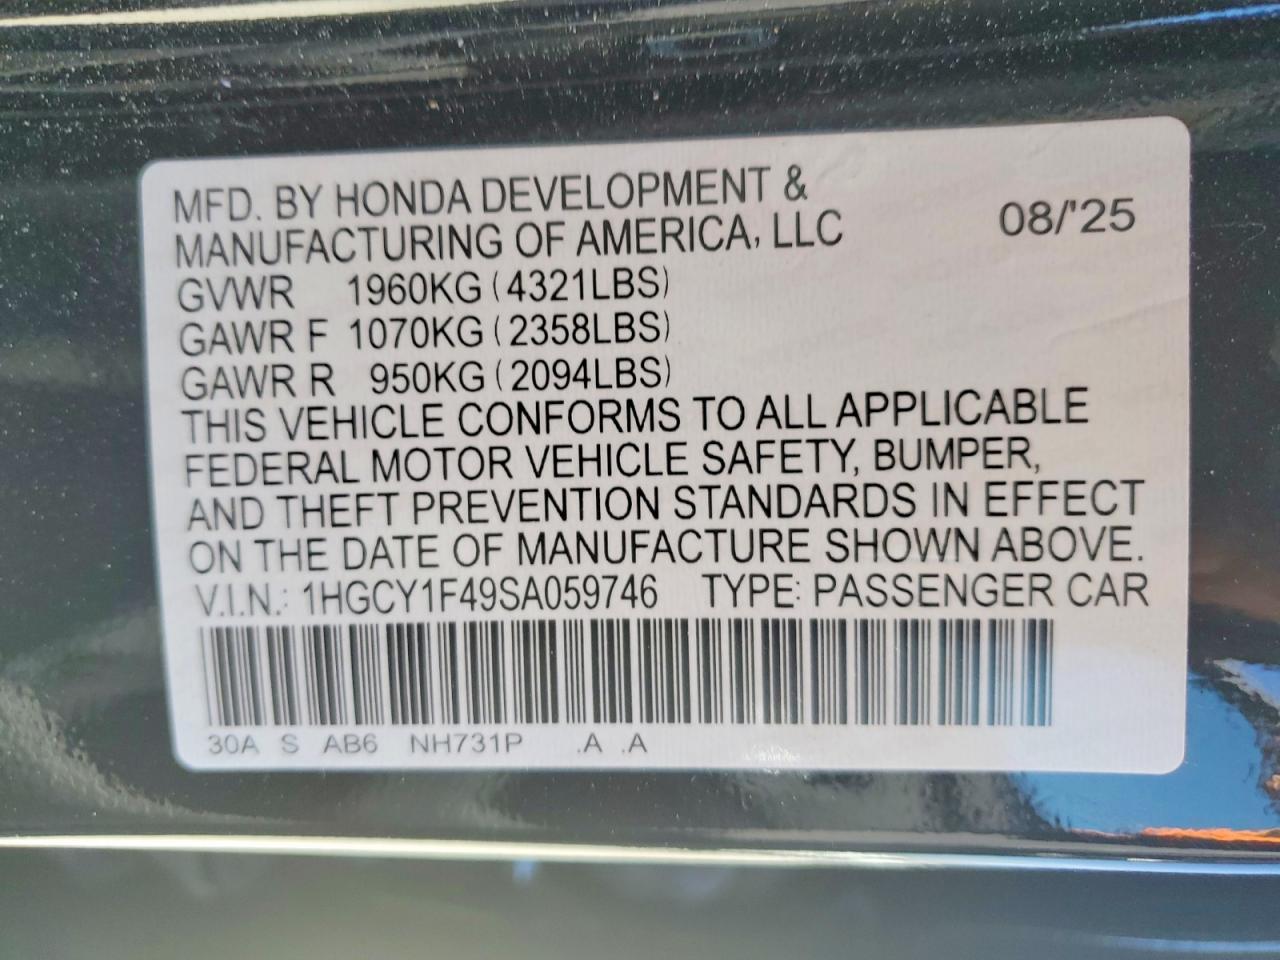 MFD. BY HONDA DEVELOPMENT &
MANUFACTURING OF AMERICA, LLC 08/'25
GVWR 1960KG (4321LBS)
GAWR F 1070KG (2358LBS)
GAWR R 950KG (2094LBS)
THIS VEHICLE CONFORMS TO ALL APPLICABLE
FEDERAL MOTOR VEHICLE SAFETY, BUMPER,
AND THEFT PREVENTION STANDARDS IN EFFECT
ON THE DATE OF MANUFACTURE SHOWN ABOVE.
V.I.N.: 1HGCY1F49SA059746 TYPE: PASSENGER CAR
30A S AB6 NH731P .A .A